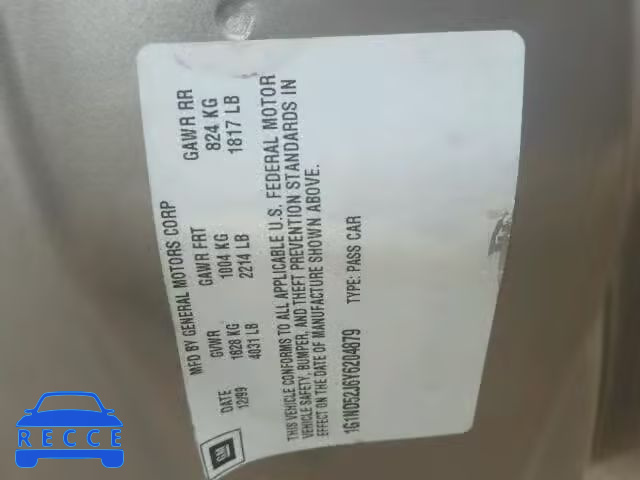 MFD BY GENERAL MOTORS CORP
DATE GVWR GAWR FRT GAWR RR
12/99 1828 KG 1004 KG 824 KG
4031 LB 2214 LB 1817 LB
THIS VEHICLE CONFORMS TO ALL APPLICABLE U.S. FEDERAL MOTOR
VEHICLE SAFETY, BUMPER, AND THEFT PREVENTION STANDARDS IN
EFFECT ON THE DATE OF MANUFACTURE SHOWN ABOVE.
1G1ND52J6Y6204879 TYPE: PASS CAR
GM